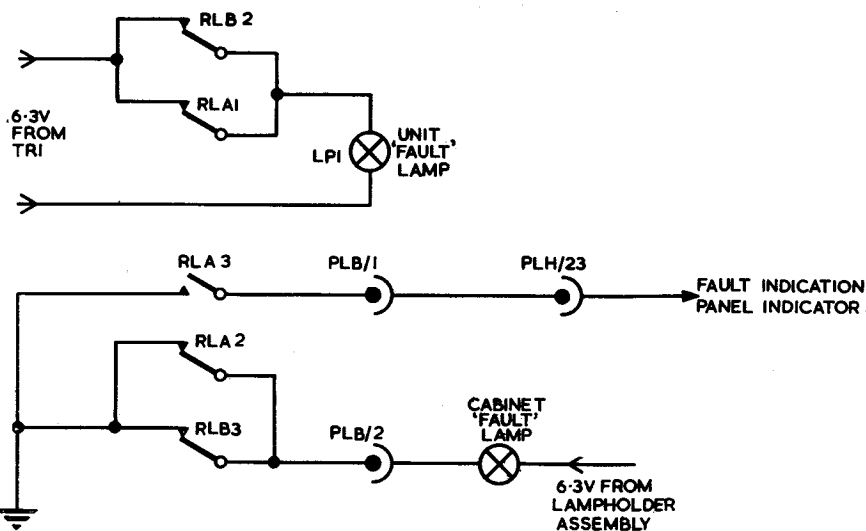 RLB 2
RLA1
6·3V
FROM
TR1
LP1
UNIT
'FAULT'
LAMP
RLA 3
PLB/1
PLH/23
FAULT INDICATION
PANEL INDICATOR
RLA 2
RLB3
PLB/2
CABINET
'FAULT'
LAMP
6·3V FROM
LAMPHOLDER
ASSEMBLY